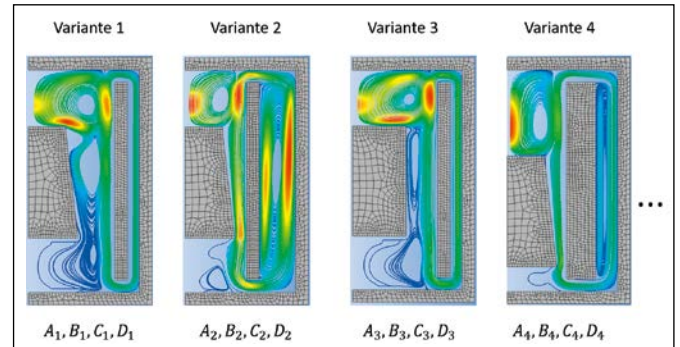 Variante 1 Variante 2 Variante 3 Variante 4
...
A₁, B₁, C₁, D₁ A₂, B₂, C₂, D₂ A₃, B₃, C₃, D₃ A₄, B₄, C₄, D₄